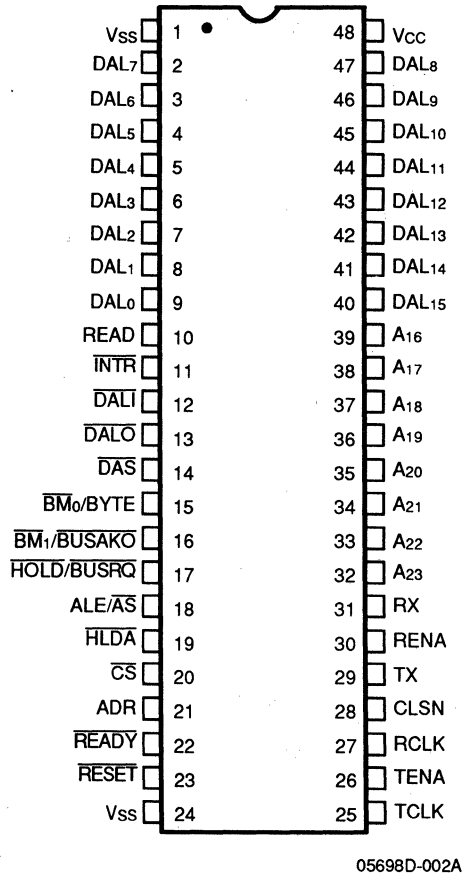 VSS 1 48 VCC
DAL7 2 47 DAL8
DAL6 3 46 DAL9
DAL5 4 45 DAL10
DAL4 5 44 DAL11
DAL3 6 43 DAL12
DAL2 7 42 DAL13
DAL1 8 41 DAL14
DAL0 9 40 DAL15
READ 10 39 A16
INTR 11 38 A17
DALI 12 37 A18
DALO 13 36 A19
DAS 14 35 A20
BM0/BYTE 15 34 A21
BM1/BUSAKO 16 33 A22
HOLD/BUSRQ 17 32 A23
ALE/AS 18 31 RX
HLDA 19 30 RENA
CS 20 29 TX
ADR 21 28 CLSN
READY 22 27 RCLK
RESET 23 26 TENA
VSS 24 25 TCLK
05698D-002A